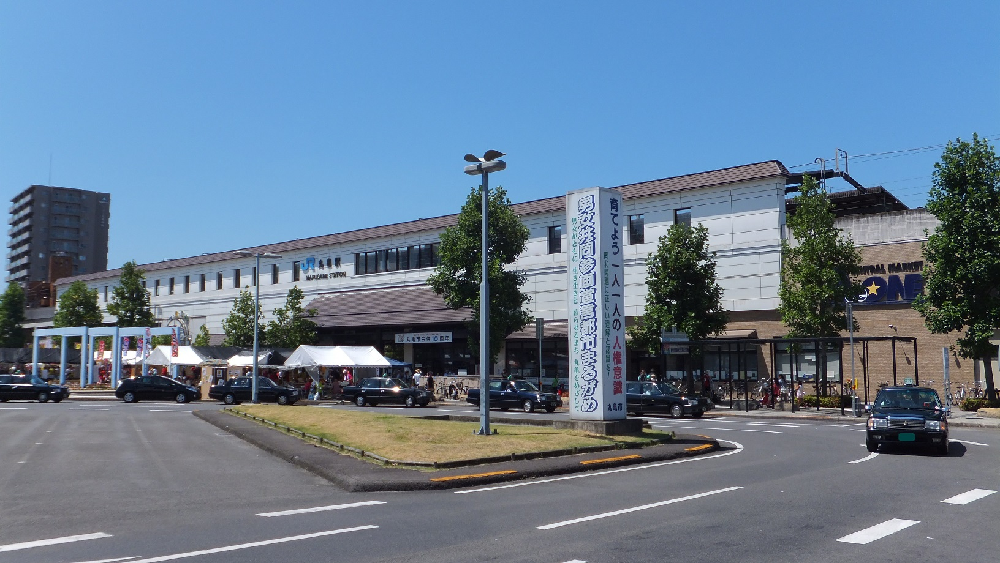 JR 丸亀駅
MARUGAME STATION
丸亀市合併10周年
男女共同参画宣言都市まるがめ
男女がともに 生き生きと 暮らせるまち 丸亀をめざして
育てよう 一人一人の 人権意識
同和問題に正しい理解と認識を!
丸亀市
CENTRAL MARKET